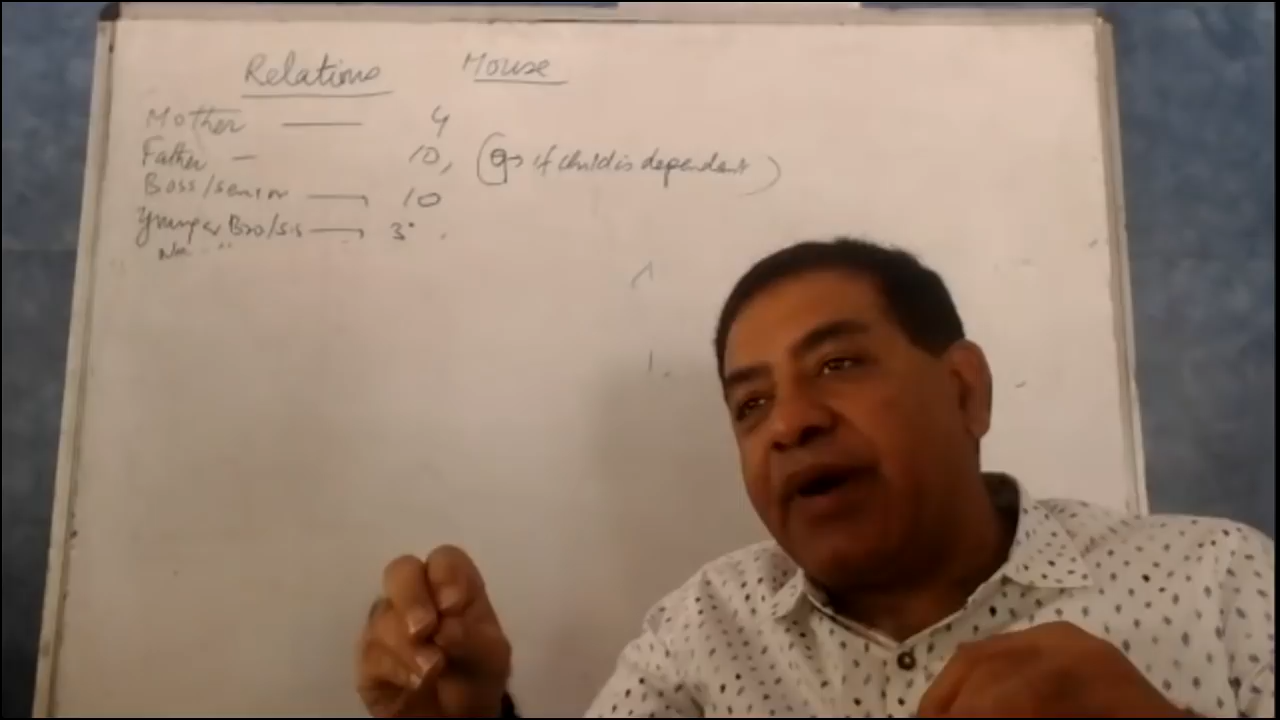 Relations Mouse
Mother — 4
Father — 10, (9 → if child is dependent)
Boss/senior — 10
Younger Bro/sis — 3